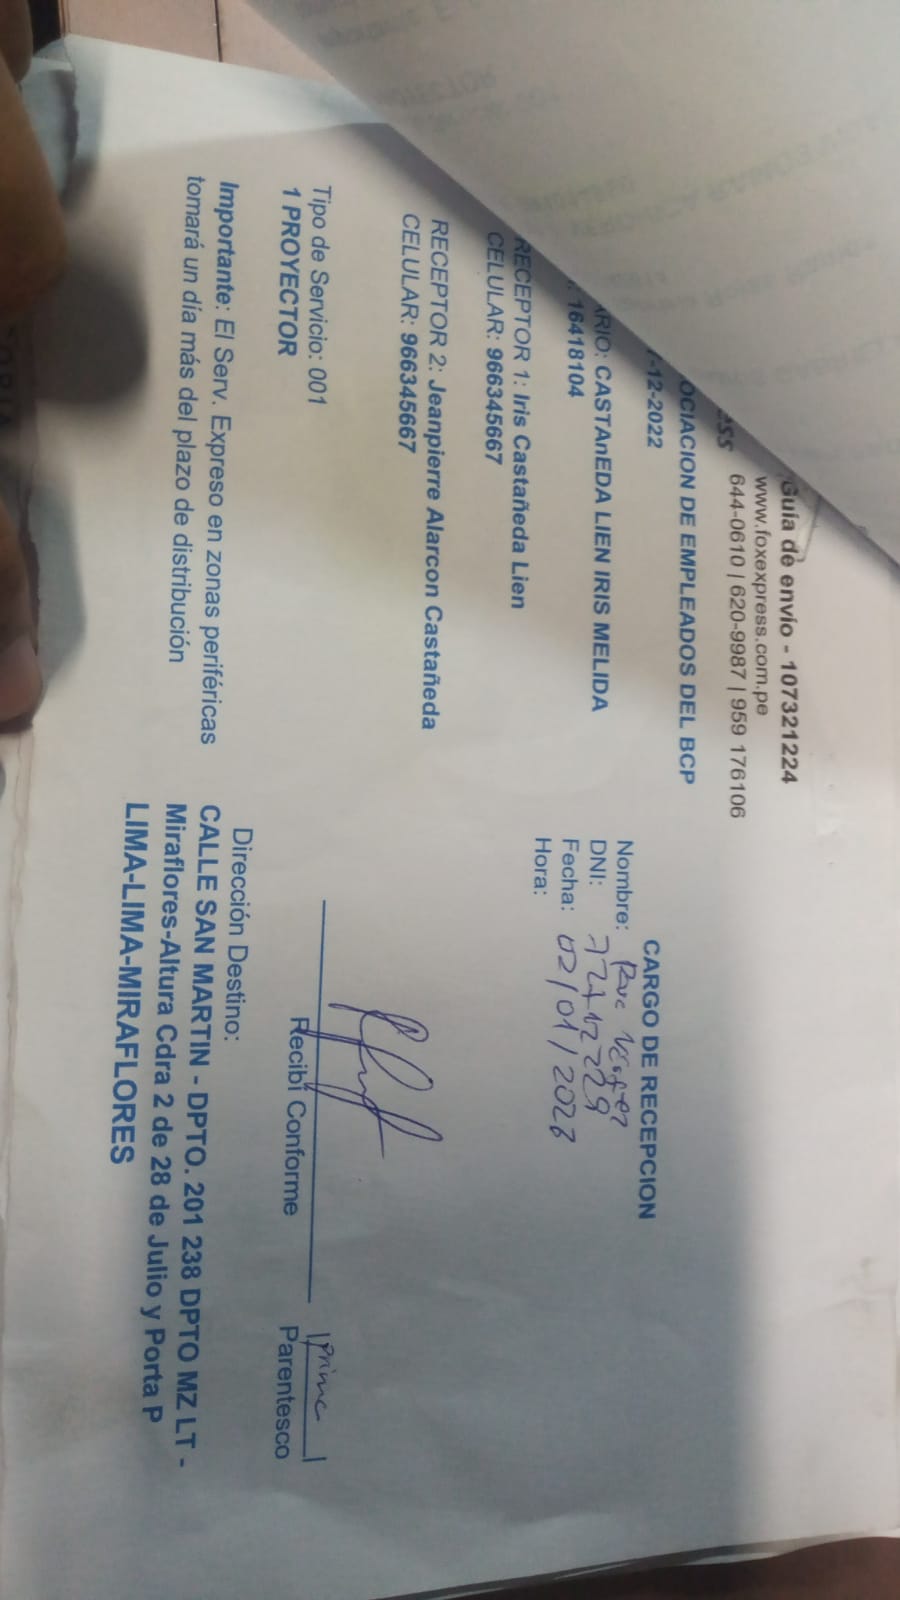 Guía de envío - 107321224
www.foxexpress.com.pe
644-0610 | 620-9987 | 959 176106
OCIACION DE EMPLEADOS DEL BCP
-12-2022
ARIO: CASTAnEDA LIEN IRIS MELIDA
16418104
RECEPTOR 1: Iris Castañeda Lien
CELULAR: 966345667
RECEPTOR 2: Jeanpierre Alarcon Castañeda
CELULAR: 966345667
Tipo de Servicio: 001
1 PROYECTOR
Importante: El Serv. Expreso en zonas periféricas
tomará un día más del plazo de distribución
CARGO DE RECEPCION
Nombre:
DNI:
Fecha: 02/01/2023
Hora:
Recibí Conforme
Parentesco
Dirección Destino:
CALLE SAN MARTIN - DPTO. 201 238 DPTO MZ LT -
Miraflores-Altura Cdra 2 de 28 de Julio y Porta P
LIMA-LIMA-MIRAFLORES